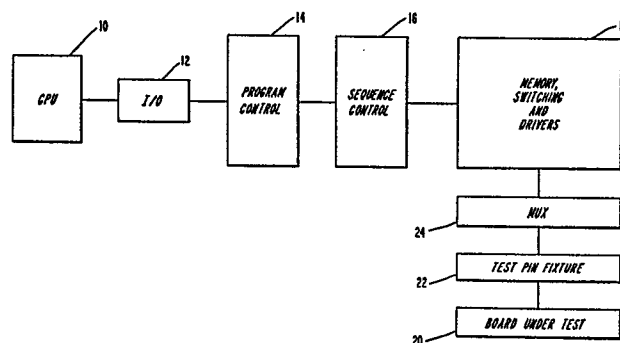 10
CPU
12
I/O
14
PROGRAM
CONTROL
16
SEQUENCE
CONTROL
MEMORY,
SWITCHING
AND
DRIVERS
24
MUX
22
TEST PIN FIXTURE
20
BOARD UNDER TEST